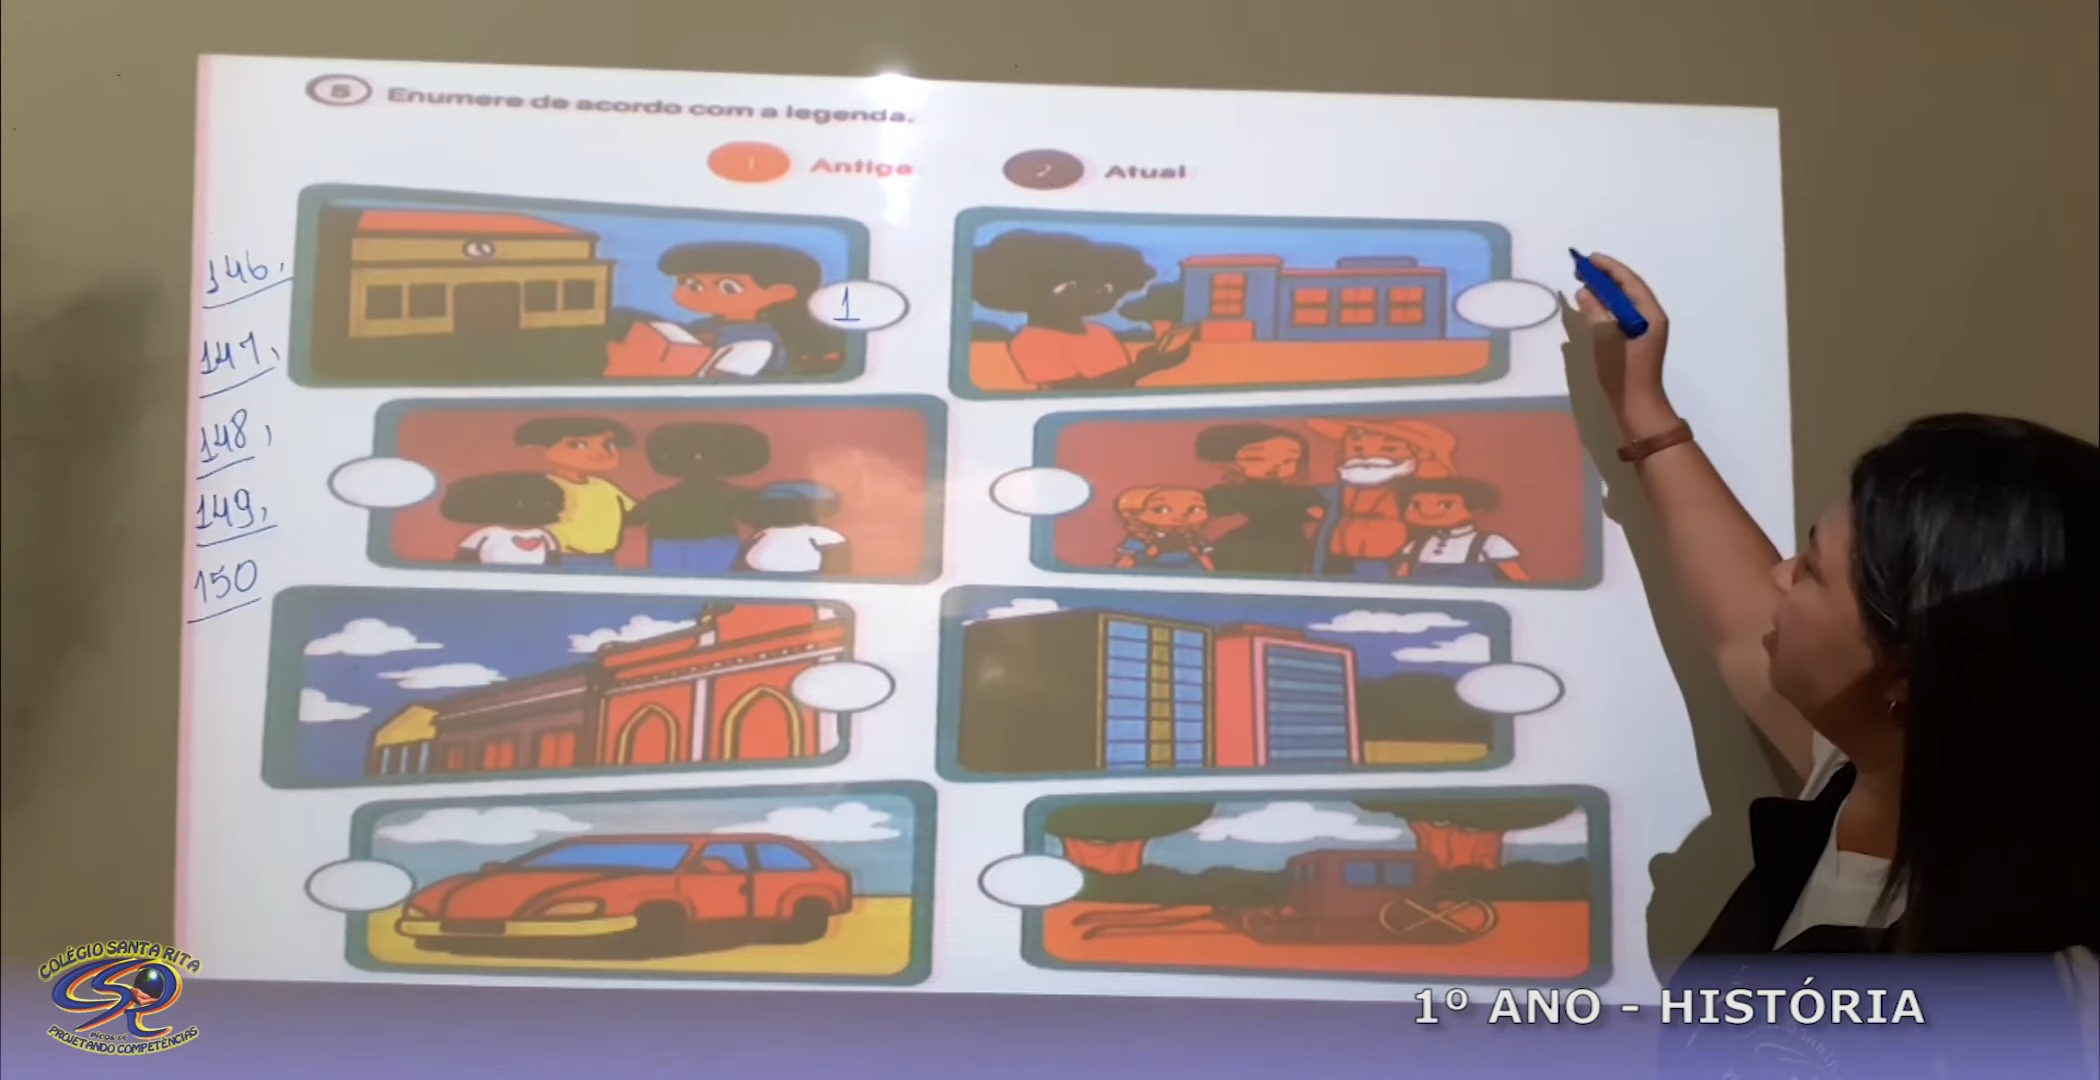 5 Enumere de acordo com a legenda.
1 Antigo 2 Atual
146,
147,
148,
149,
150
1
COLÉGIO SANTA RITA
PROJETANDO COMPETÊNCIAS
1º ANO - HISTÓRIA